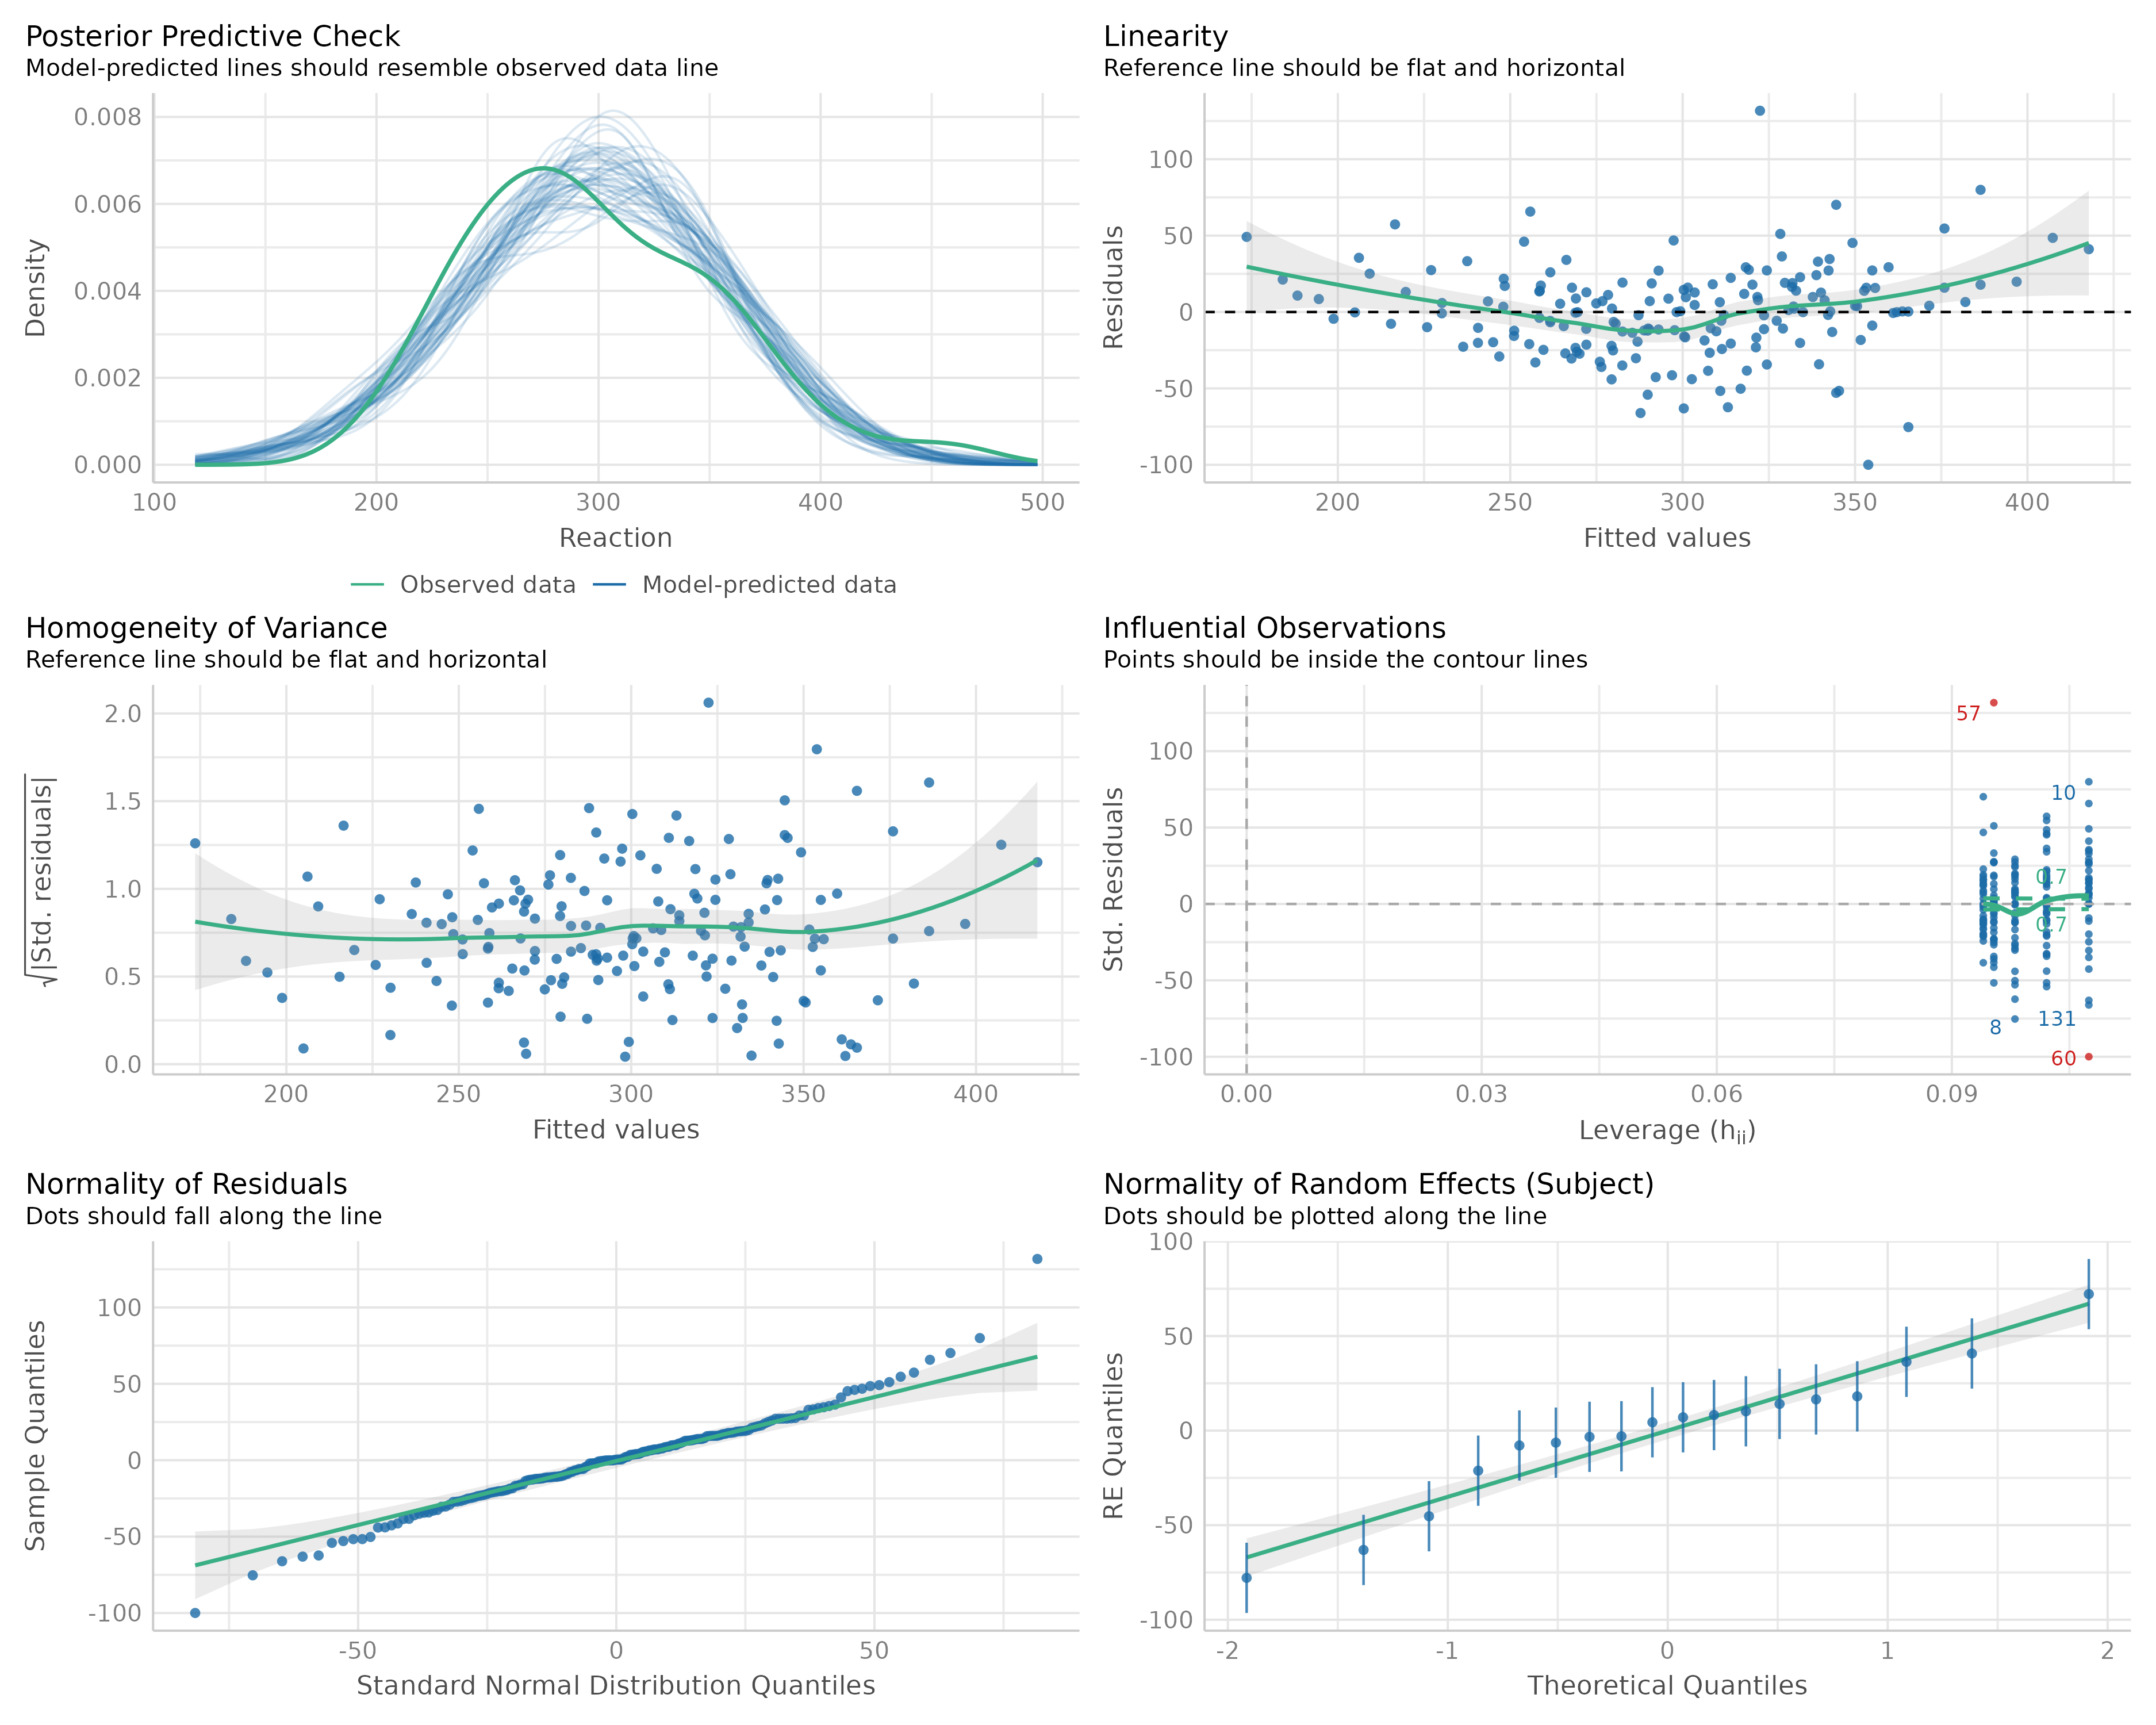 Posterior Predictive Check
Model-predicted lines should resemble observed data line
0.008
0.006
0.004
0.002
0.000
Density
100 200 300 400 500
Reaction
Observed data Model-predicted data
Linearity
Reference line should be flat and horizontal
100
50
0
-50
-100
Residuals
200 250 300 350 400
Fitted values
Homogeneity of Variance
Reference line should be flat and horizontal
2.0
1.5
1.0
0.5
0.0
√|Std. residuals|
200 250 300 350 400
Fitted values
Influential Observations
Points should be inside the contour lines
57
10
0.7
0.7
8
131
60
100
50
0
-50
-100
Std. Residuals
0.00 0.03 0.06 0.09
Leverage (hii)
Normality of Residuals
Dots should fall along the line
100
50
0
-50
-100
Sample Quantiles
-50 0 50
Standard Normal Distribution Quantiles
Normality of Random Effects (Subject)
Dots should be plotted along the line
100
50
0
-50
-100
RE Quantiles
-2 -1 0 1 2
Theoretical Quantiles